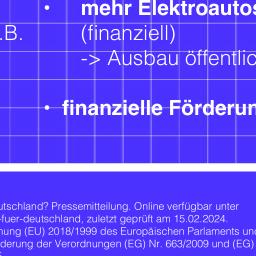 • mehr Elektroautos
.B. (finanziell)
-> Ausbau öffentlic
• finanzielle Förderun
utschland? Pressemitteilung. Online verfügbar unter
-fuer-deutschland, zuletzt geprüft am 15.02.2024.
nung (EU) 2018/1999 des Europäischen Parlaments und
derung der Verordnungen (EG) Nr. 663/2009 und (EG)